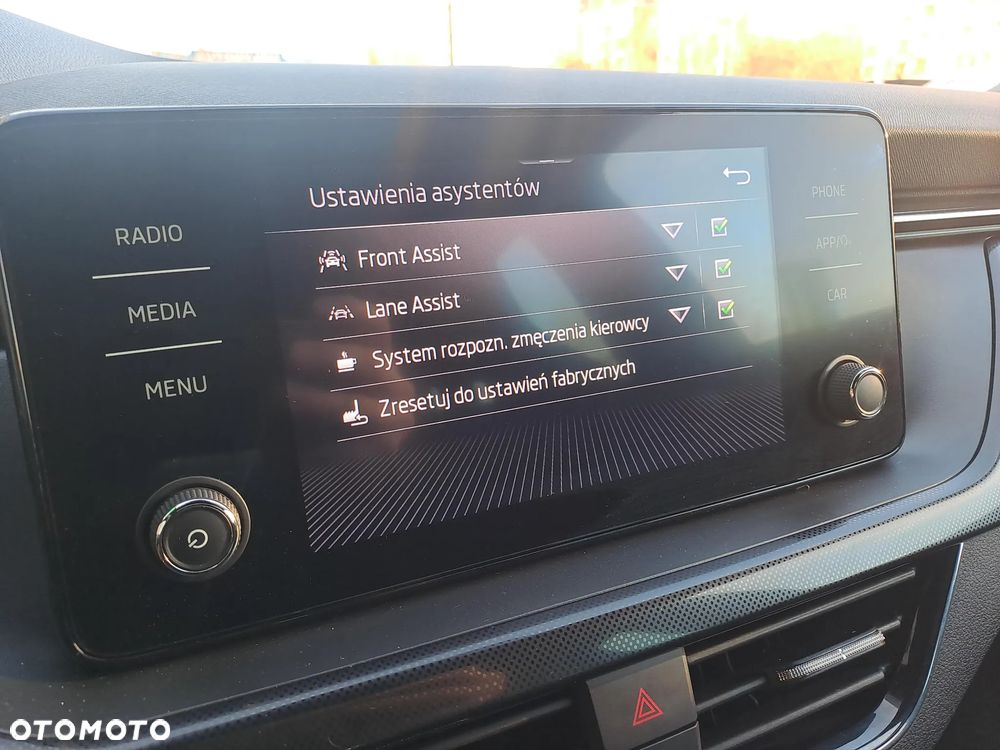 Ustawienia asystentów
RADIO
MEDIA
MENU
Front Assist
Lane Assist
System rozpozn. zmęczenia kierowcy
Zresetuj do ustawień fabrycznych
PHONE
APP/
CAR
OTOMOTO